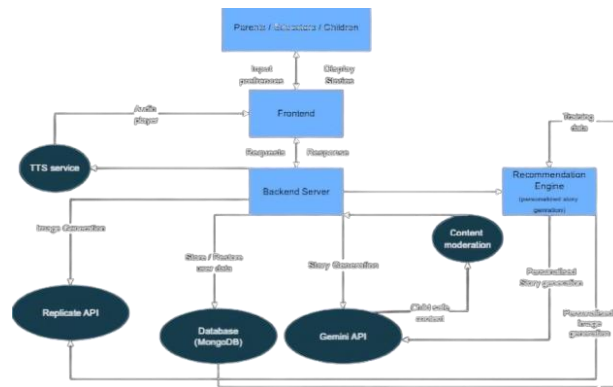 Parents / Educators / Children
Input
preferences
Display
Stories
Audio
player
Frontend
Training
data
Requests
Response
TTS service
Backend Server
Recommendation
Engine
(personalized story
genration)
Image Generation
Content
moderation
Store / Restore
user data
Story Generation
Personalised
Story generation
Child safe
content
Replicate API
Database
(MongoDB)
Gemini API
Personalized
Image
generation